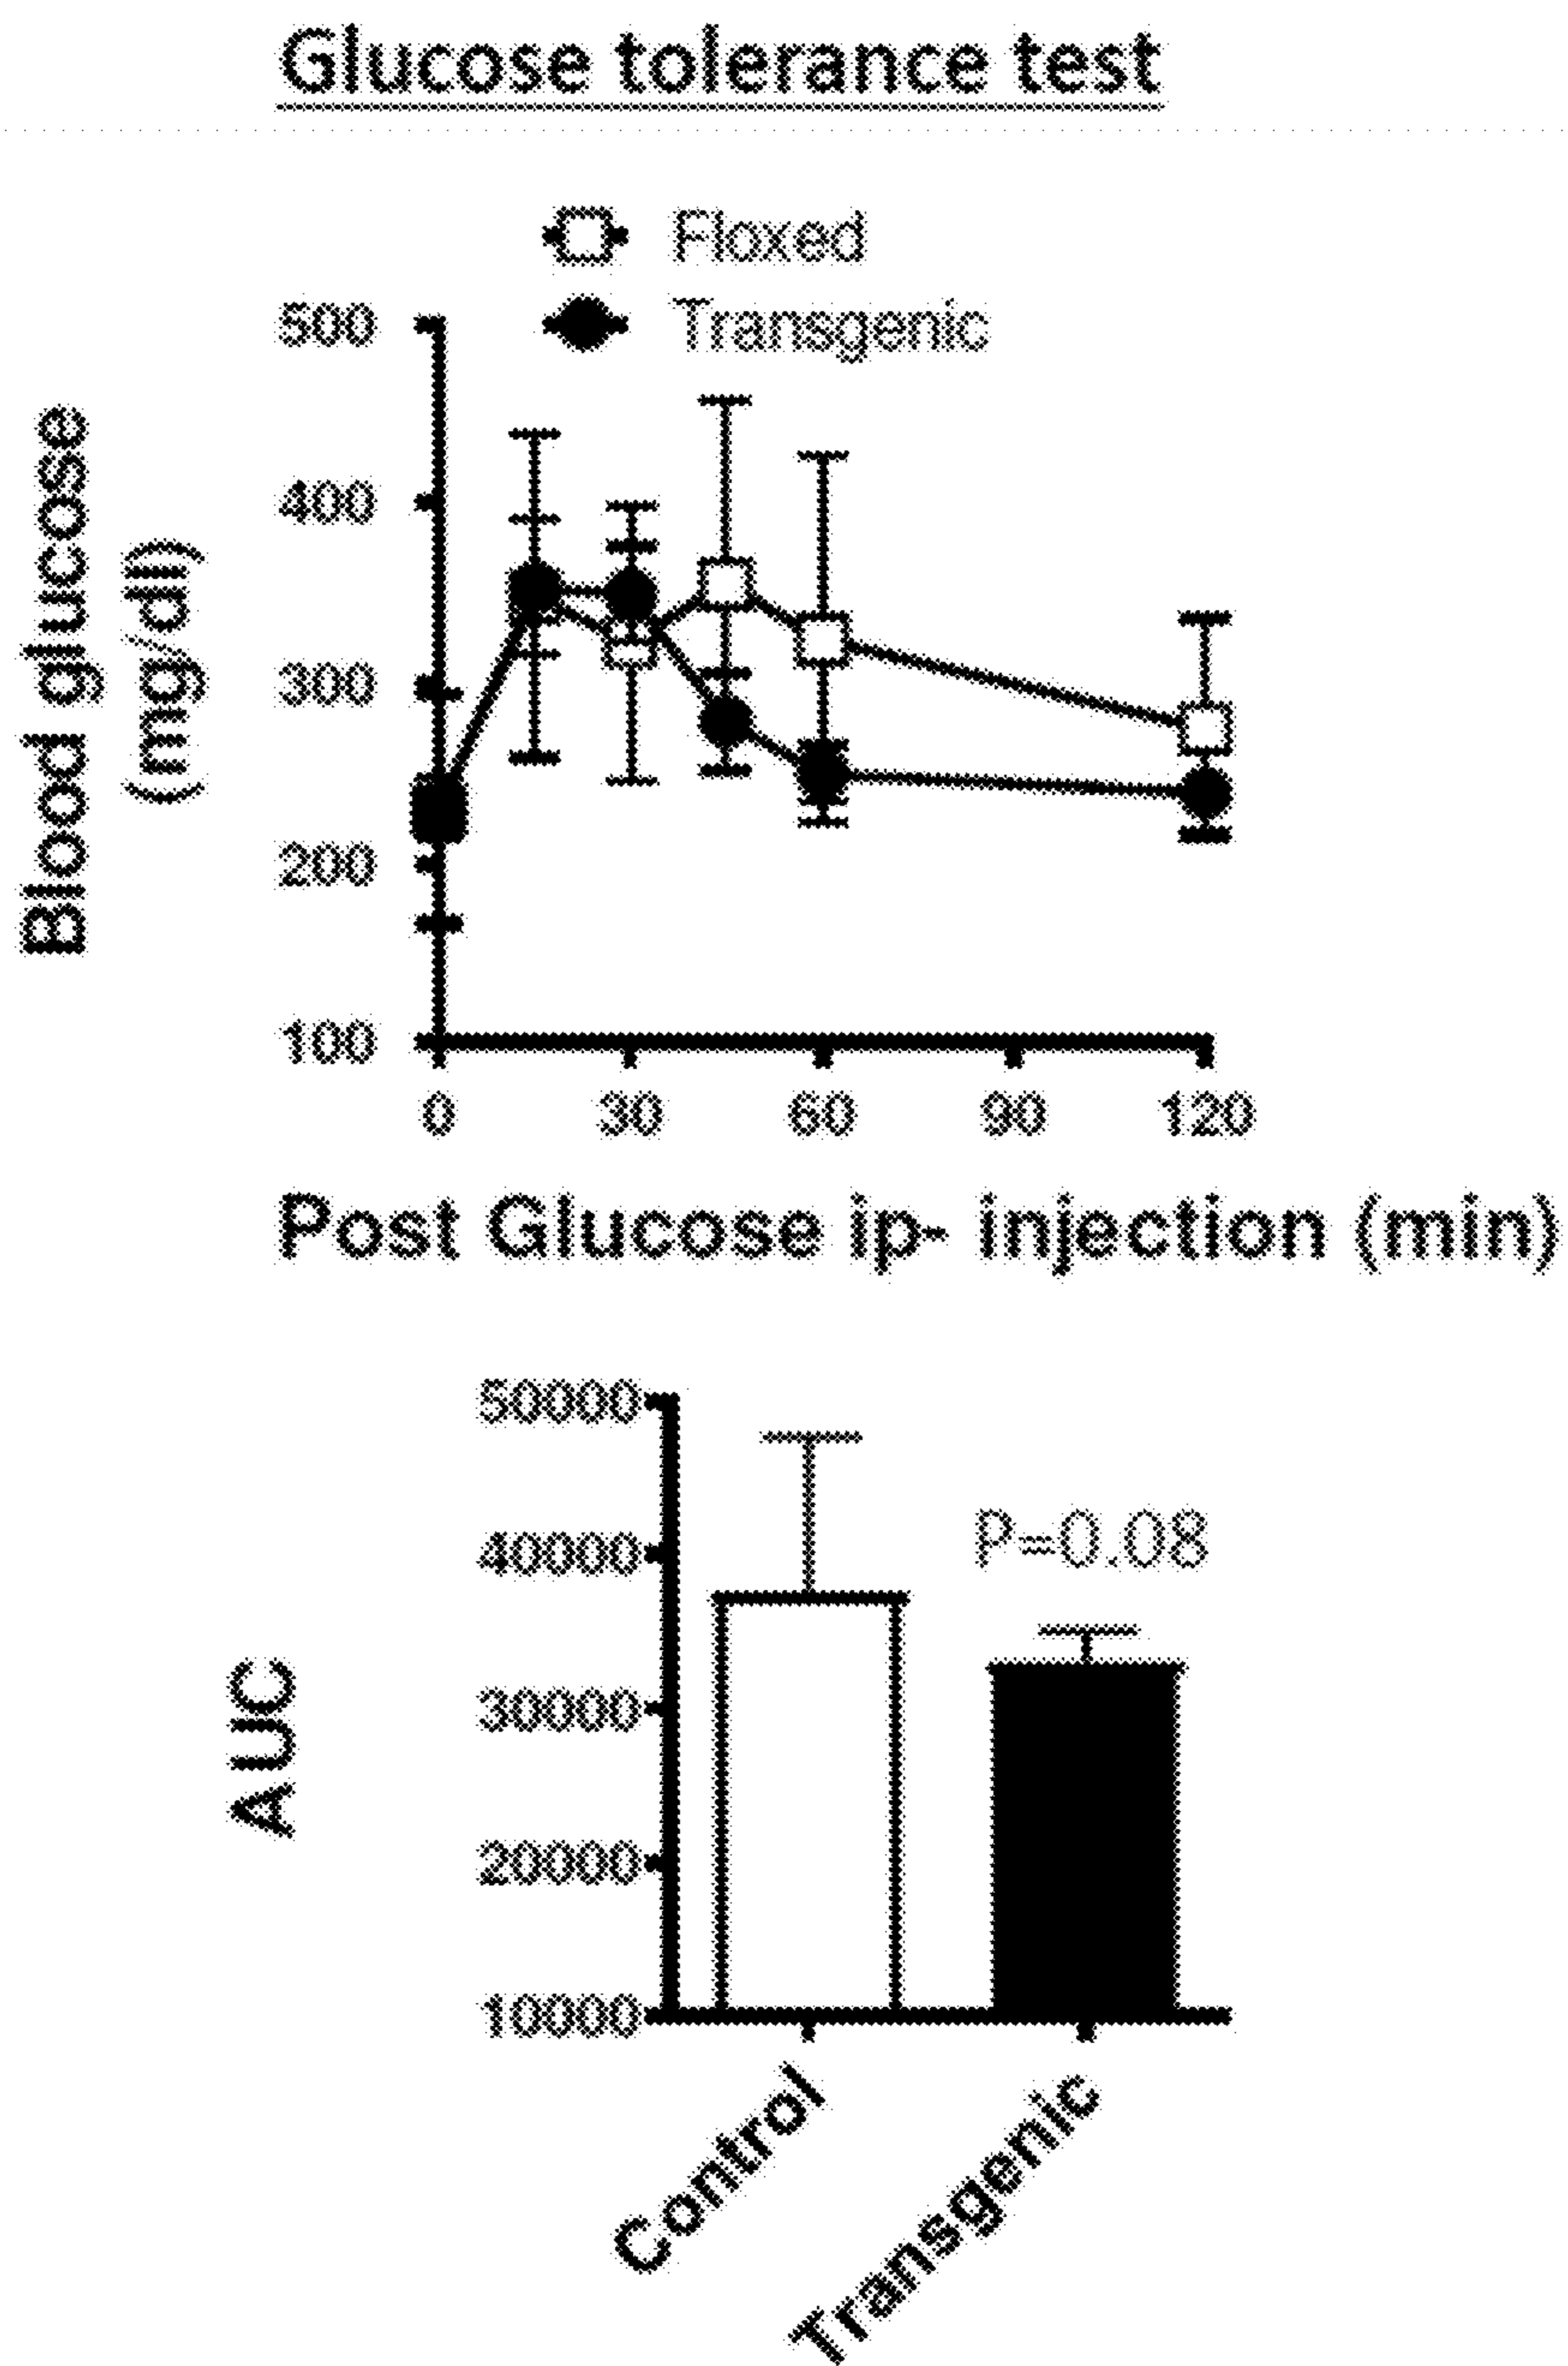 Glucose tolerance test
Floxed
Transgenic
500
400
300
200
100
Blood glucose
(mg/dl)
0 30 60 90 120
Post Glucose ip- injection (min)
50000
40000
30000
20000
10000
AUC
P=0.08
Control
Transgenic